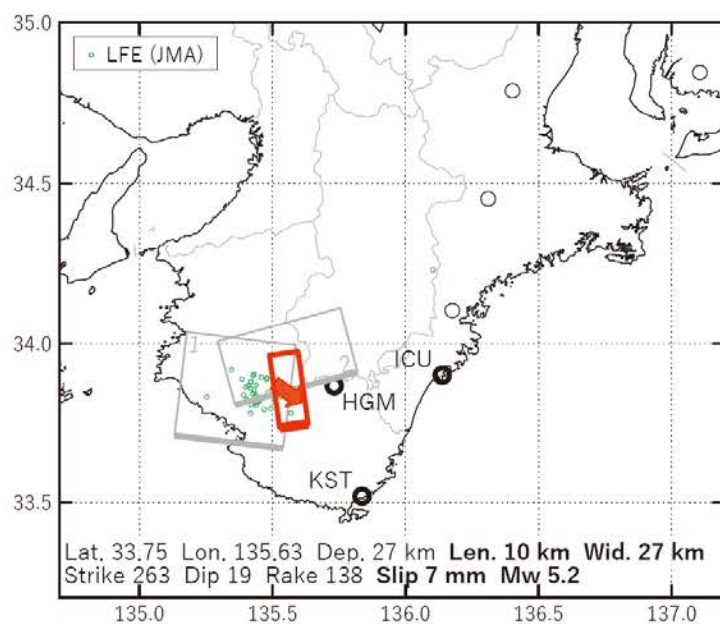 35.0
LFE (JMA)
34.5
34.0
1
2
ICU
HGM
33.5
KST
Lat. 33.75 Lon. 135.63 Dep. 27 km Len. 10 km Wid. 27 km
Strike 263 Dip 19 Rake 138 Slip 7 mm Mw 5.2
135.0 135.5 136.0 136.5 137.0